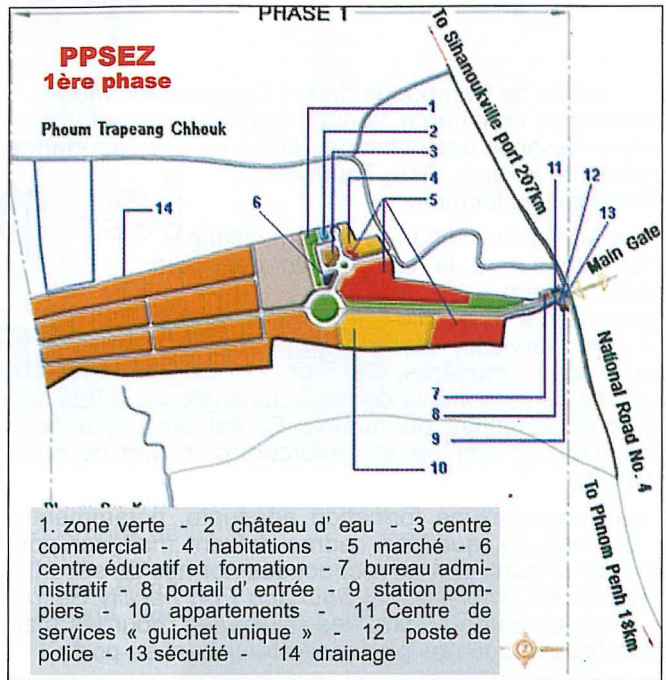 PHASE 1
PPSEZ
1ère phase
To Sihanoukville port 207km
Phoum Trapeang Chhouk
1
2
3
4
5
6
14
11
12
13
Main Gate
7
8
9
10
National Road No. 4
To Phnom Penh 18km
1. zone verte - 2 château d' eau - 3 centre
commercial - 4 habitations - 5 marché - 6
centre éducatif et formation - 7 bureau admi-
nistratif - 8 portail d' entrée - 9 station pom-
piers - 10 appartements - 11 Centre de
services « guichet unique » - 12 poste de
police - 13 sécurité - 14 drainage